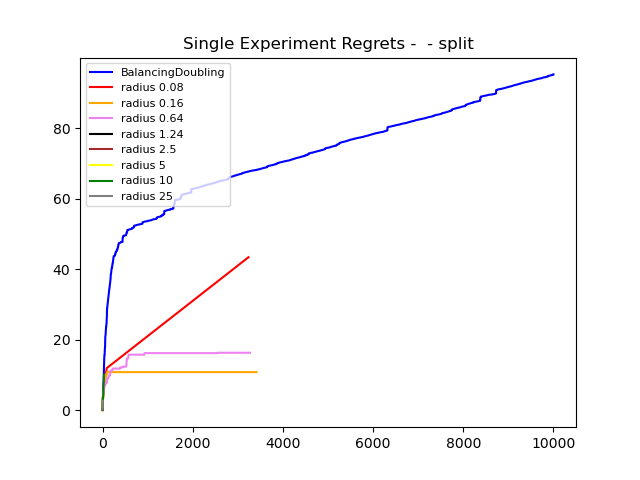 Single Experiment Regrets -  - split
BalancingDoubling
radius 0.08
radius 0.16
radius 0.64
radius 1.24
radius 2.5
radius 5
radius 10
radius 25
80
60
40
20
0
0 2000 4000 6000 8000 10000